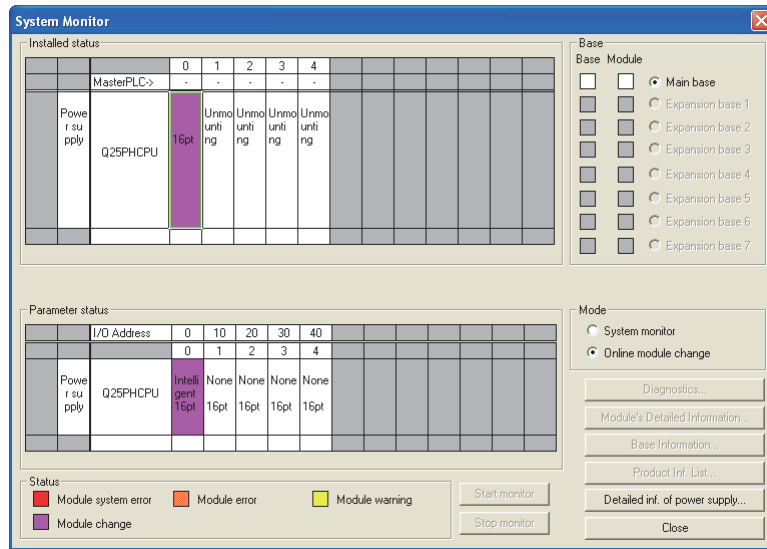 System Monitor
Installed status
0 1 2 3 4
MasterPLC-> - - - - -
Powe
r su
pply
Q25PHCPU
16pt
Unmo
unti
ng
Unmo
unti
ng
Unmo
unti
ng
Unmo
unti
ng
Base
Base Module
Main base
Expansion base 1
Expansion base 2
Expansion base 3
Expansion base 4
Expansion base 5
Expansion base 6
Expansion base 7
Parameter status
I/O Address 0 10 20 30 40
0 1 2 3 4
Powe
r su
pply
Q25PHCPU
Intelli
gent
16pt
None
16pt
None
16pt
None
16pt
None
16pt
Mode
System monitor
Online module change
Diagnostics...
Module's Detailed Information...
Base Information...
Product Inf. List...
Detailed inf. of power supply...
Close
Status
Module system error
Module error
Module warning
Module change
Start monitor
Stop monitor